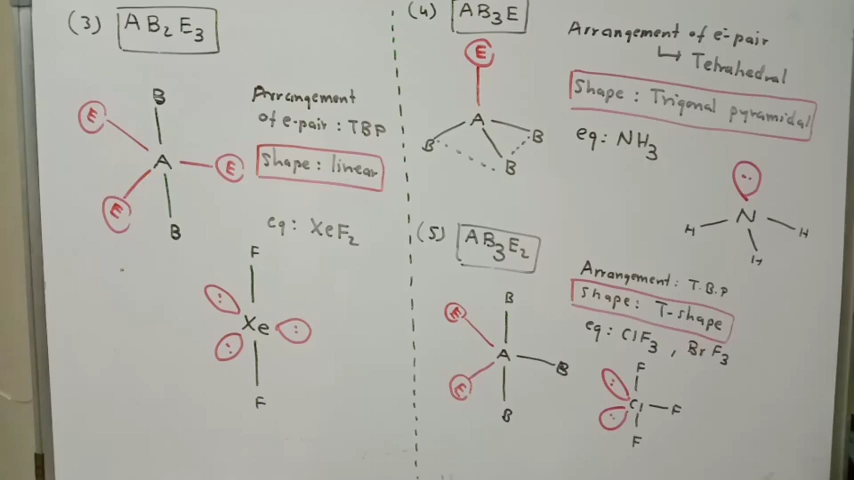 (3) AB2E3
B
E
Arrangement
of e-pair : TBP
A
E
Shape : linear
E
B
eg: XeF2
F
:
Xe :
:
F
(4) AB3E
Arrangement of e-pair
↳ Tetrahedral
E
Shape : Trigonal pyramidal
A
B
B
B
eg: NH3
:
N
H
H
H
(5) AB3E2
Arrangement : T.B.P
Shape : T-shape
B
E
eg: ClF3 , BrF3
A
B
E
B
F
:
Cl F
:
F